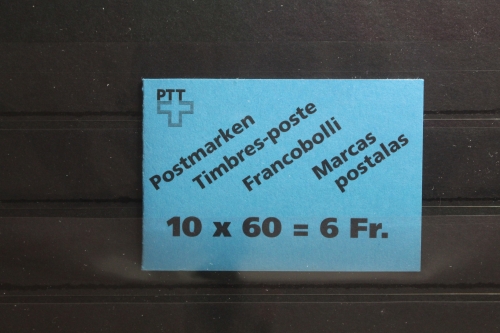 PTT
Postmarken
Timbres-poste
Francobolli
Marcas
postalas
10 x 60 = 6 Fr.